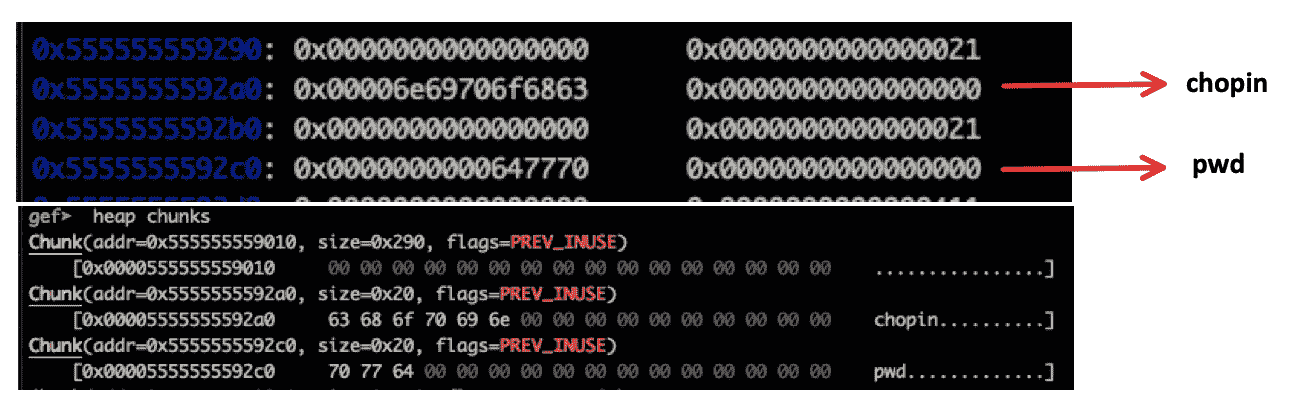 0x555555559290: 0x0000000000000000 0x0000000000000021
0x5555555592a0: 0x00006e69706f6863 0x0000000000000000 chopin
0x5555555592b0: 0x0000000000000000 0x0000000000000021
0x5555555592c0: 0x0000000000647770 0x0000000000000000 pwd
gef➤ heap chunks
Chunk(addr=0x555555559010, size=0x290, flags=PREV_INUSE)
[0x0000555555559010 00 00 00 00 00 00 00 00 00 00 00 00 00 00 00 00 ................]
Chunk(addr=0x5555555592a0, size=0x20, flags=PREV_INUSE)
[0x00005555555592a0 63 68 6f 70 69 6e 00 00 00 00 00 00 00 00 00 00 chopin..........]
Chunk(addr=0x5555555592c0, size=0x20, flags=PREV_INUSE)
[0x00005555555592c0 70 77 64 00 00 00 00 00 00 00 00 00 00 00 00 00 pwd.............]